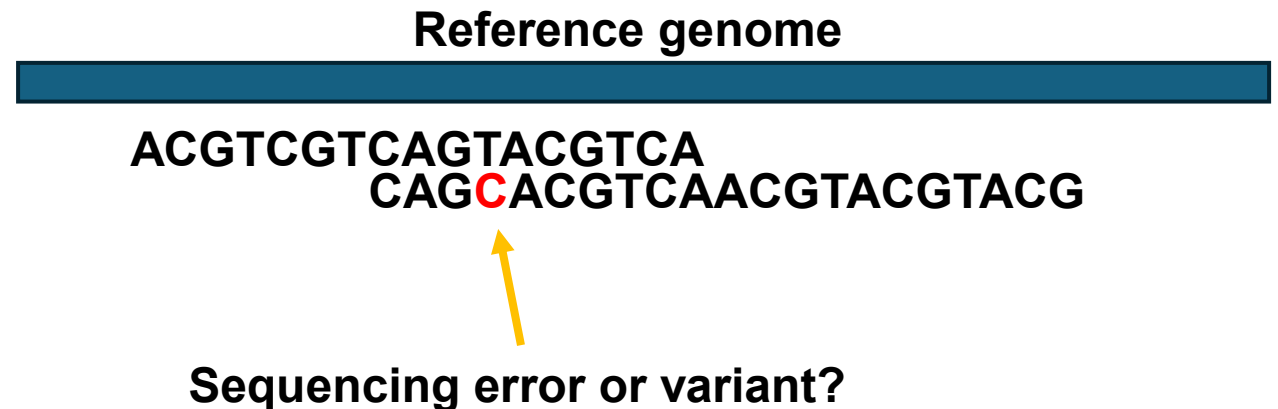 Reference genome
ACGTCGTCAGTACGTCA
CAGCACGTCAACGTACGTACG
Sequencing error or variant?